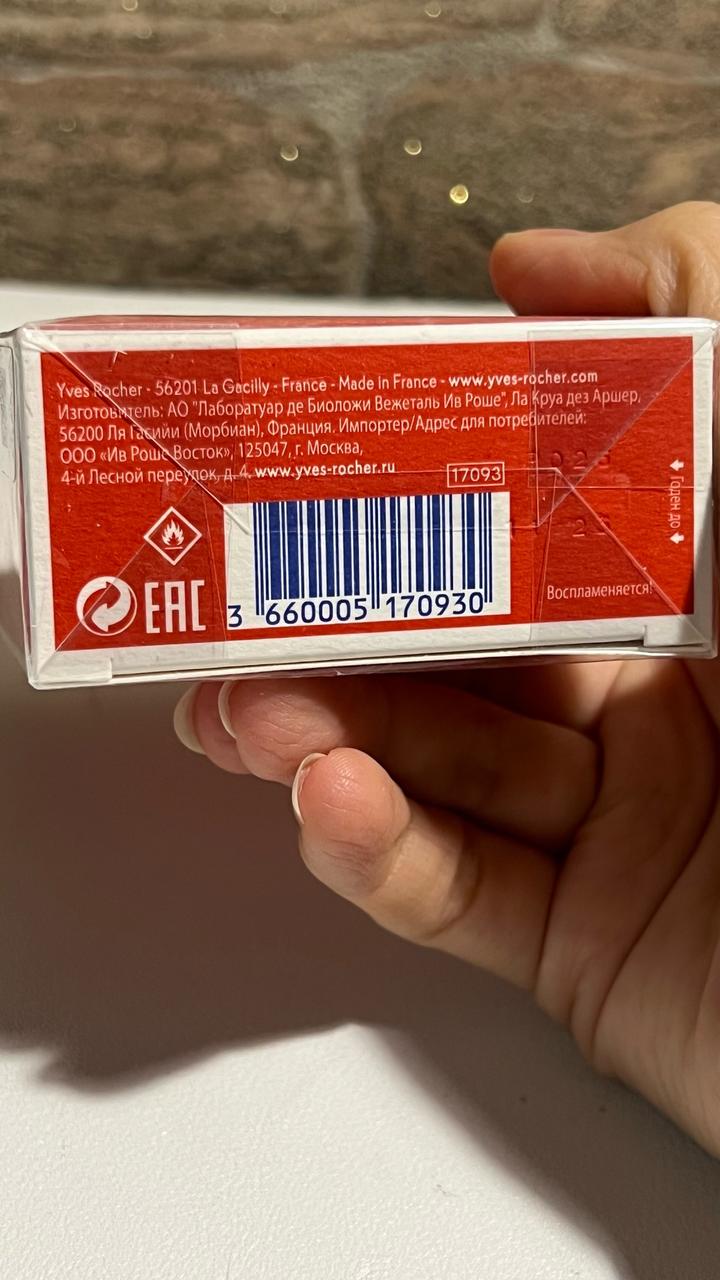 Yves Rocher - 56201 La Gacilly - France - Made in France - www.yves-rocher.com
Изготовитель: АО "Лаборатуар де Биоложи Вежеталь Ив Роше", Ла Круа дез Аршер,
56200 Ля Гасийи (Морбиан), Франция. Импортер/Адрес для потребителей:
ООО «Ив Роше Восток», 125047, г. Москва,
4-й Лесной переулок, д. 4. www.yves-rocher.ru
17093
Годен до
EAC
3 660005 170930
Воспламеняется!